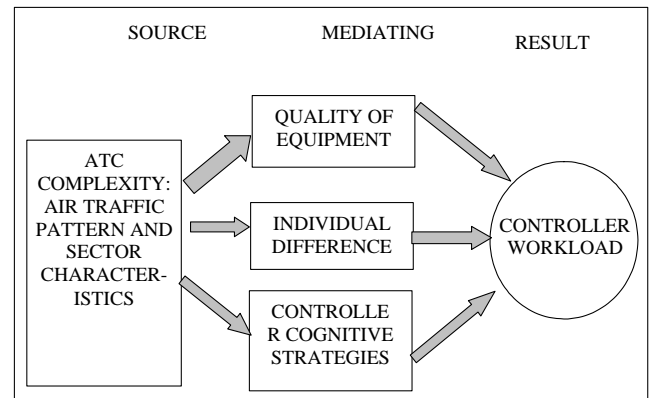 SOURCE
MEDIATING
RESULT
ATC
COMPLEXITY:
AIR TRAFFIC
PATTERN AND
SECTOR
CHARACTER-
ISTICS
QUALITY OF
EQUIPMENT
INDIVIDUAL
DIFFERENCE
CONTROLLE
R COGNITIVE
STRATEGIES
CONTROLLER
WORKLOAD